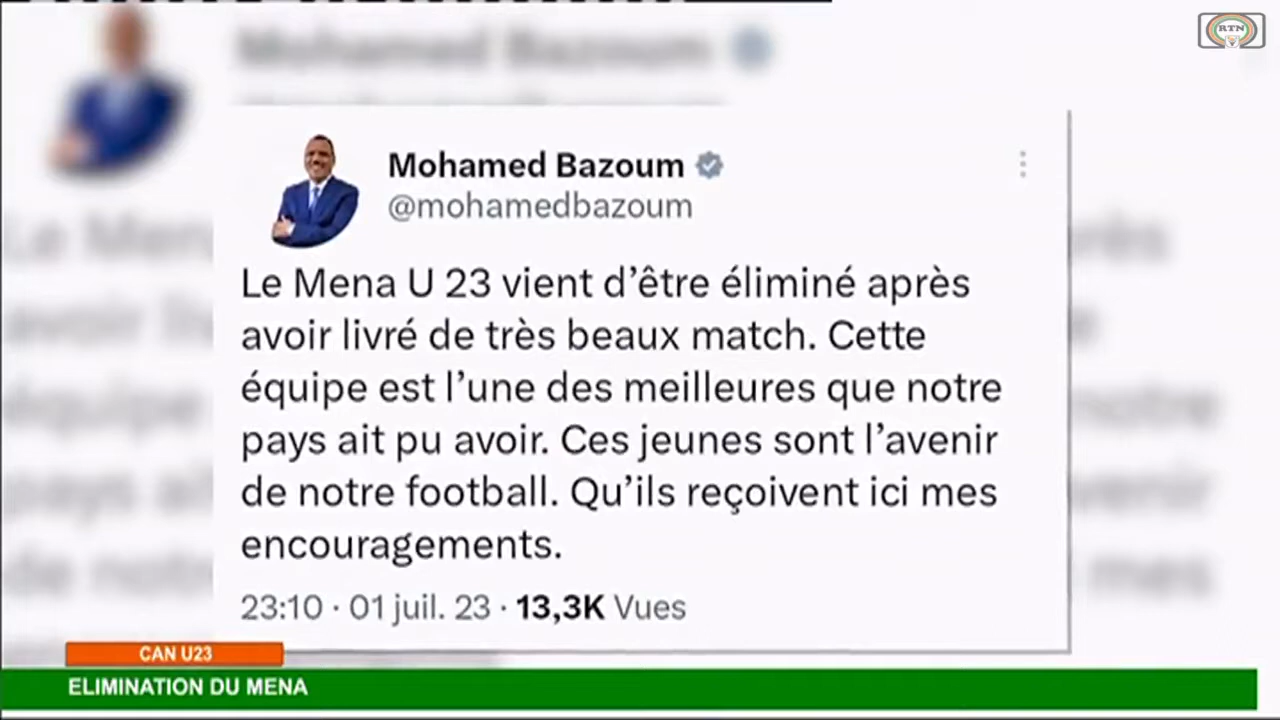 RTN
Mohamed Bazoum
@mohamedbazoum
Le Mena U 23 vient d’être éliminé après
avoir livré de très beaux match. Cette
équipe est l’une des meilleures que notre
pays ait pu avoir. Ces jeunes sont l’avenir
de notre football. Qu’ils reçoivent ici mes
encouragements.
23:10 · 01 juil. 23 · 13,3K Vues
CAN U23
ELIMINATION DU MENA